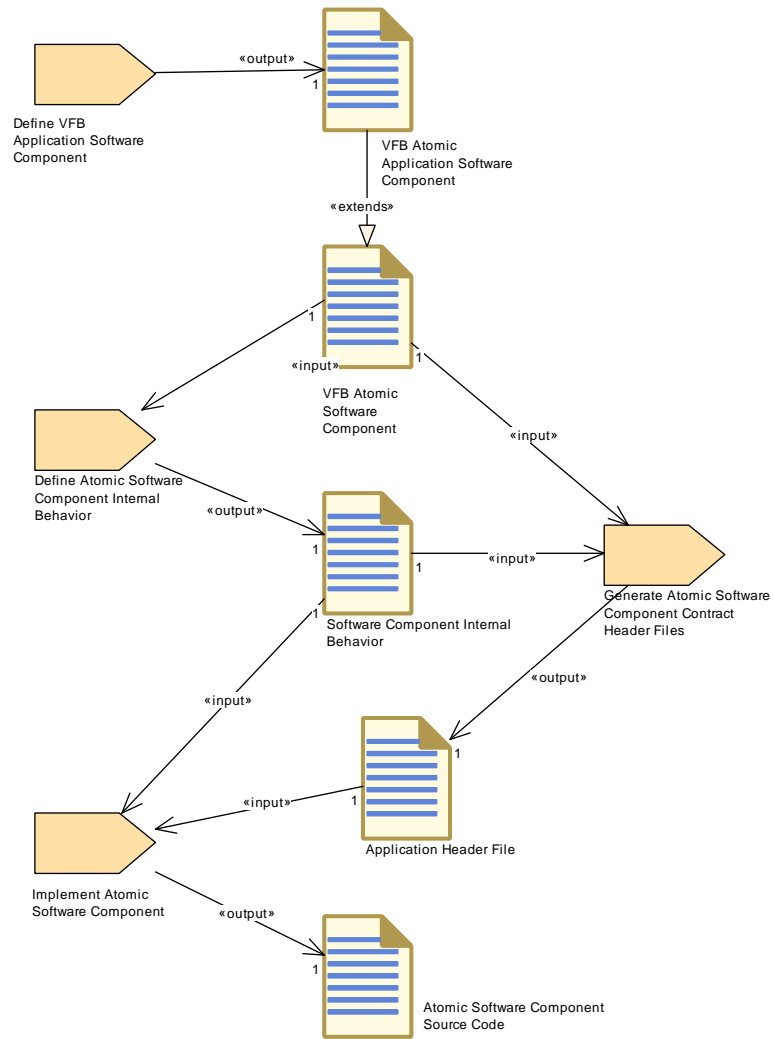 «output»
1
Define VFB
Application Software
Component
VFB Atomic
Application Software
Component
«extends»
1
«input»
1
VFB Atomic
Software
Component
«input»
Define Atomic Software
Component Internal
Behavior
«output»
1
«input»
1
Generate Atomic Software
Component Contract
Header Files
1
Software Component Internal
Behavior
«output»
«input»
1
1
«input»
Application Header File
Implement Atomic
Software Component
«output»
1
Atomic Software Component
Source Code